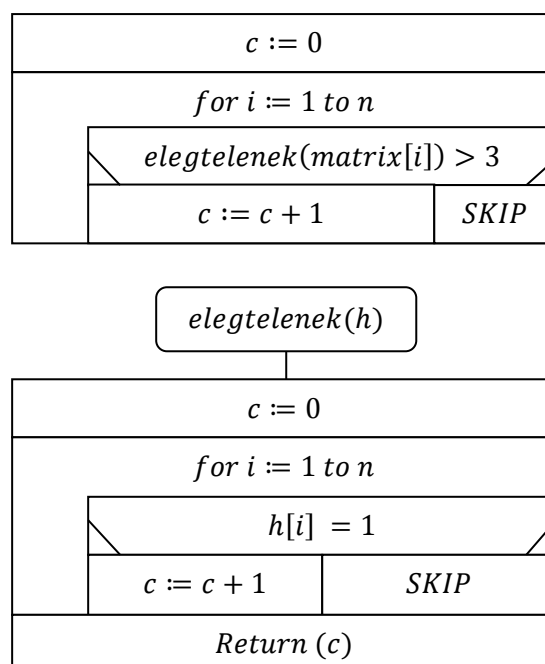 c := 0
for i := 1 to n
elegtelenek(matrix[i]) > 3
c := c + 1 SKIP
elegtelenek(h)
c := 0
for i := 1 to n
h[i] = 1
c := c + 1 SKIP
Return (c)